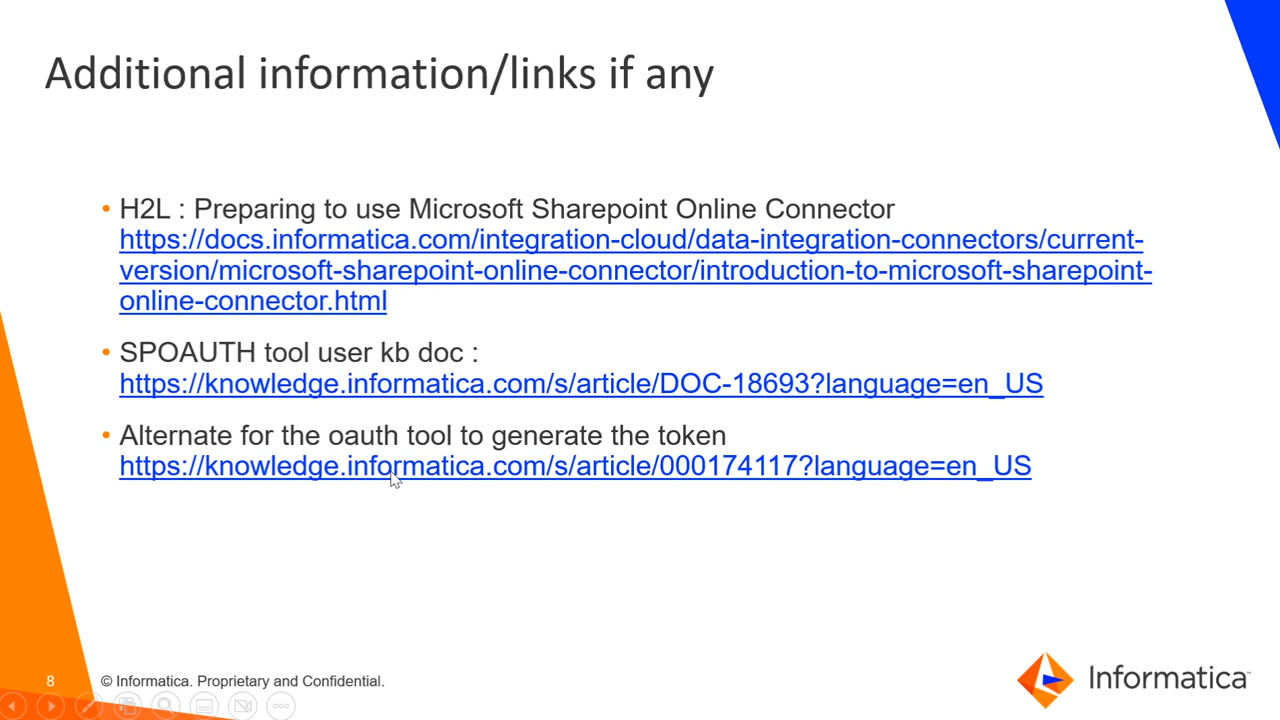 Additional information/links if any
• H2L : Preparing to use Microsoft Sharepoint Online Connector
https://docs.informatica.com/integration-cloud/data-integration-connectors/current-
version/microsoft-sharepoint-online-connector/introduction-to-microsoft-sharepoint-
online-connector.html
• SPOAUTH tool user kb doc :
https://knowledge.informatica.com/s/article/DOC-18693?language=en_US
• Alternate for the oauth tool to generate the token
https://knowledge.informatica.com/s/article/000174117?language=en_US
8
© Informatica. Proprietary and Confidential.
Informatica